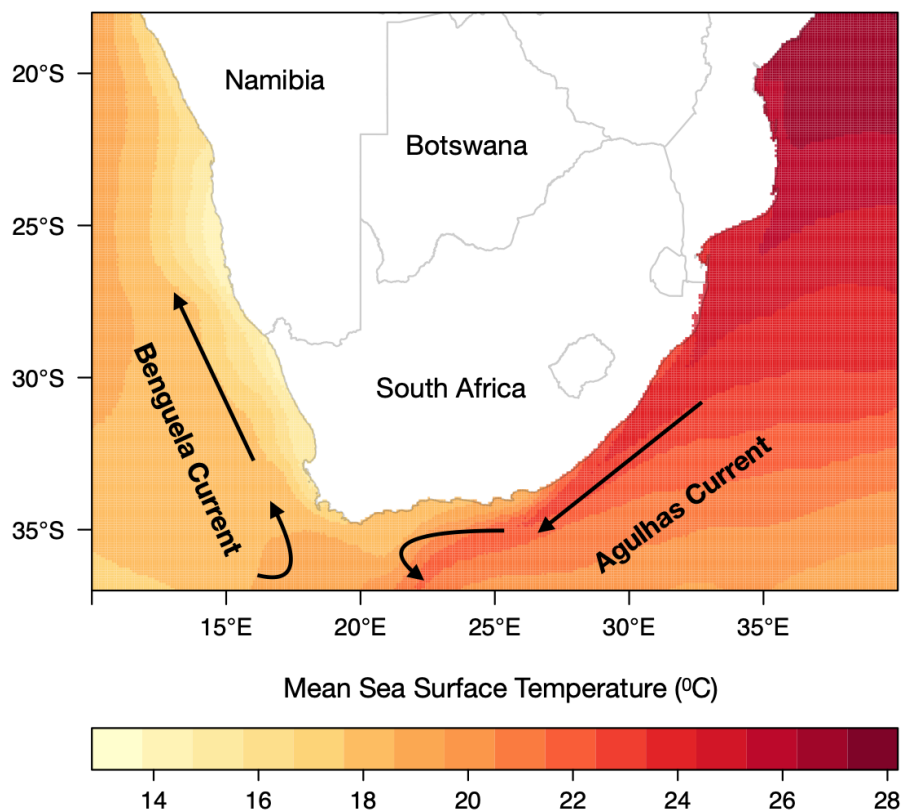 20°S
25°S
30°S
35°S
Namibia
Botswana
South Africa
Benguela Current
Agulhas Current
15°E 20°E 25°E 30°E 35°E
Mean Sea Surface Temperature (⁰C)
14 16 18 20 22 24 26 28